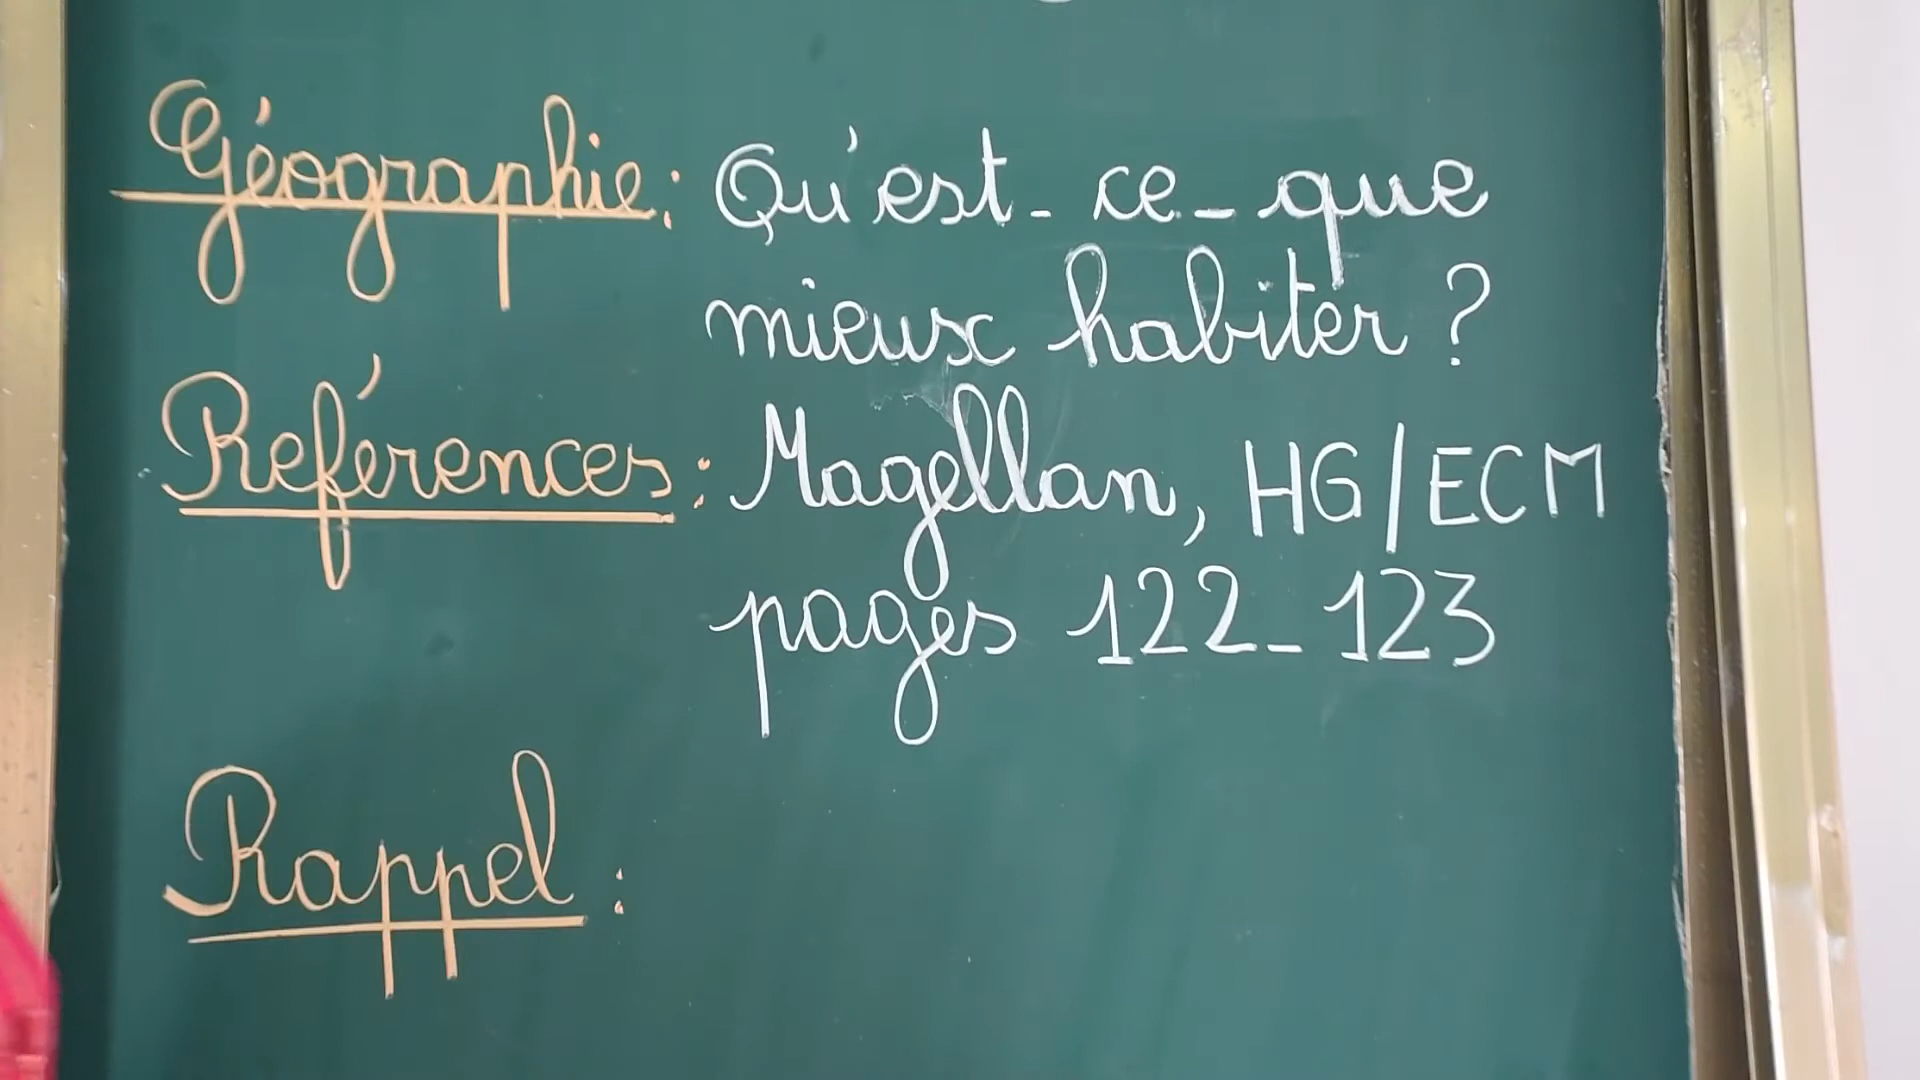 Géographie : Qu'est-ce-que
mieux habiter ?
Références : Magellan, HG/ECM
pages 122-123
Rappel :